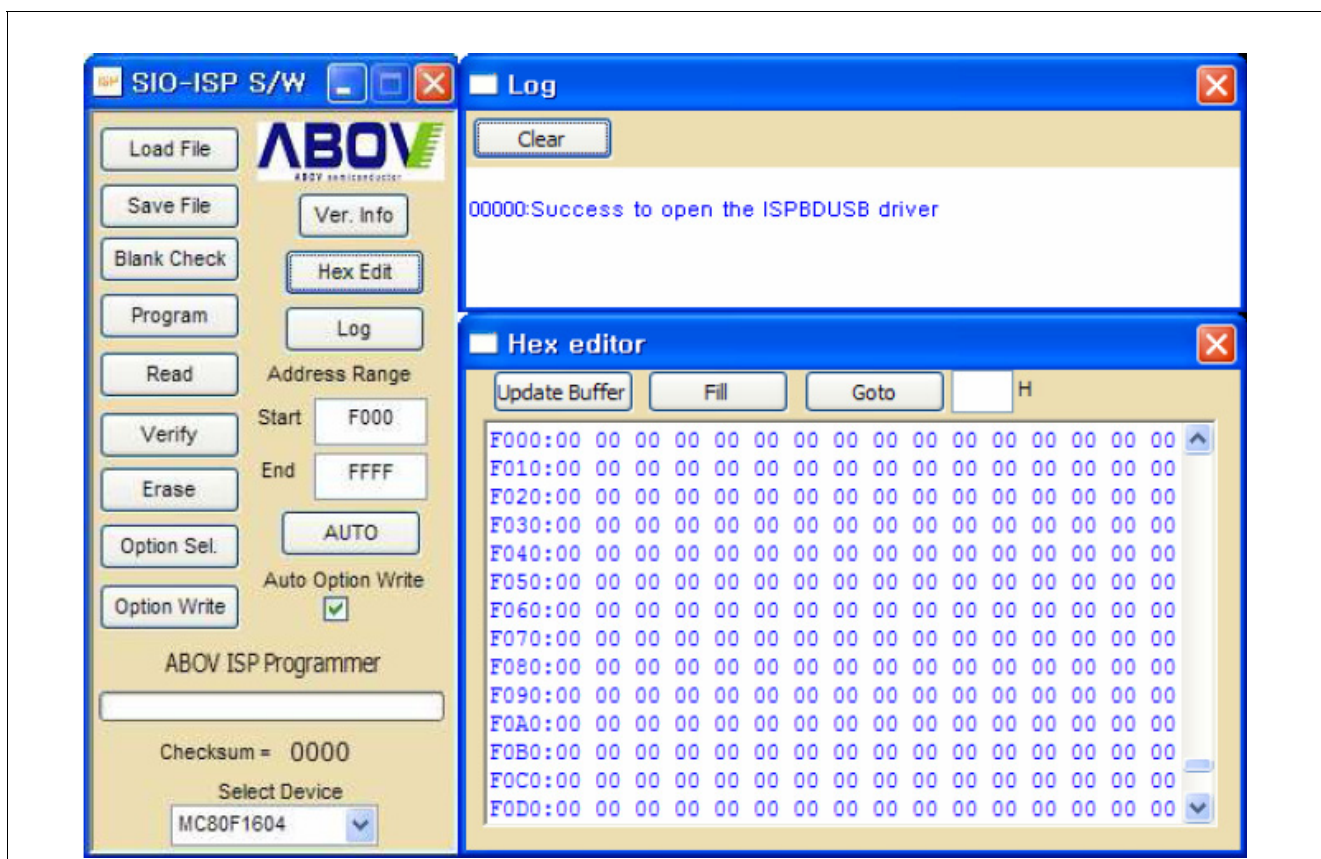 SIO-ISP S/W
Load File
ABOV
ABOV semiconductor
Save File
Ver. Info
Blank Check
Hex Edit
Program
Log
Read
Address Range
Verify
Start F000
End FFFF
Erase
AUTO
Option Sel.
Auto Option Write
Option Write
ABOV ISP Programmer
Checksum = 0000
Select Device
MC80F1604
Log
Clear
00000:Success to open the ISPBDUSB driver
Hex editor
Update Buffer Fill Goto H
F000:00 00 00 00 00 00 00 00 00 00 00 00 00 00 00 00
F010:00 00 00 00 00 00 00 00 00 00 00 00 00 00 00 00
F020:00 00 00 00 00 00 00 00 00 00 00 00 00 00 00 00
F030:00 00 00 00 00 00 00 00 00 00 00 00 00 00 00 00
F040:00 00 00 00 00 00 00 00 00 00 00 00 00 00 00 00
F050:00 00 00 00 00 00 00 00 00 00 00 00 00 00 00 00
F060:00 00 00 00 00 00 00 00 00 00 00 00 00 00 00 00
F070:00 00 00 00 00 00 00 00 00 00 00 00 00 00 00 00
F080:00 00 00 00 00 00 00 00 00 00 00 00 00 00 00 00
F090:00 00 00 00 00 00 00 00 00 00 00 00 00 00 00 00
F0A0:00 00 00 00 00 00 00 00 00 00 00 00 00 00 00 00
F0B0:00 00 00 00 00 00 00 00 00 00 00 00 00 00 00 00
F0C0:00 00 00 00 00 00 00 00 00 00 00 00 00 00 00 00
F0D0:00 00 00 00 00 00 00 00 00 00 00 00 00 00 00 00